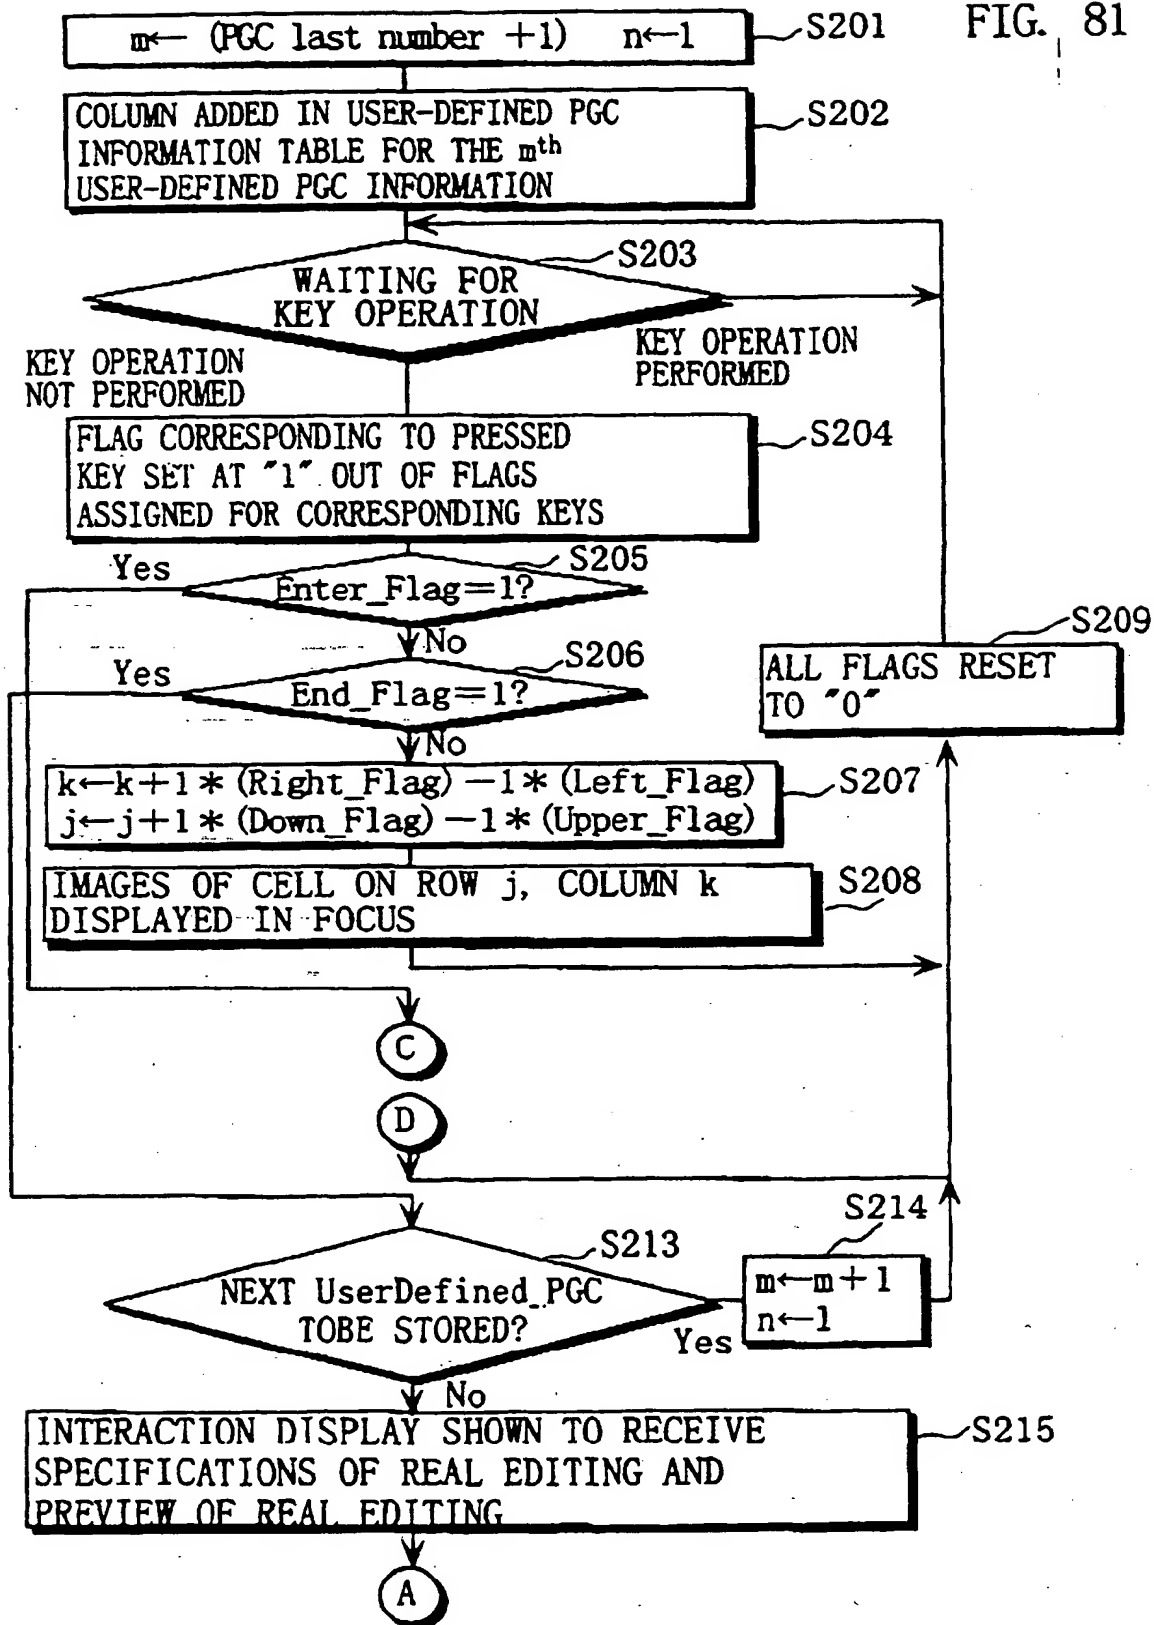 FIG. 81
m← (PGC last number +1) n←1
S201
COLUMN ADDED IN USER-DEFINED PGC
INFORMATION TABLE FOR THE mth
USER-DEFINED PGC INFORMATION
S202
WAITING FOR
KEY OPERATION
S203
KEY OPERATION
NOT PERFORMED
KEY OPERATION
PERFORMED
FLAG CORRESPONDING TO PRESSED
KEY SET AT "1" OUT OF FLAGS
ASSIGNED FOR CORRESPONDING KEYS
S204
Yes
Enter_Flag=1?
S205
No
Yes
End_Flag=1?
S206
No
ALL FLAGS RESET
TO "0"
S209
k←k+1*(Right_Flag)-1*(Left_Flag)
j←j+1*(Down_Flag)-1*(Upper_Flag)
S207
IMAGES OF CELL ON ROW j, COLUMN k
DISPLAYED IN FOCUS
S208
C
D
NEXT UserDefined_PGC
TOBE STORED?
S213
Yes
m←m+1
n←1
S214
No
INTERACTION DISPLAY SHOWN TO RECEIVE
SPECIFICATIONS OF REAL EDITING AND
PREVIEW OF REAL EDITING
S215
A